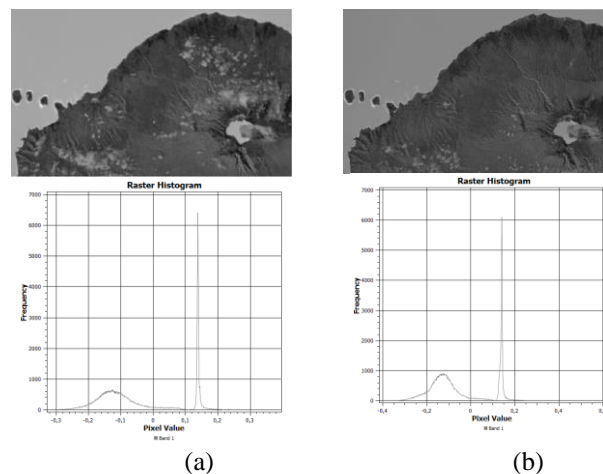 Raster Histogram
7000
6000
5000
4000
3000
2000
1000
0
Frequency
-0,3 -0,2 -0,1 0 0,1 0,2 0,3
Pixel Value
Band 1
(a)
Raster Histogram
7000
6000
5000
4000
3000
2000
1000
0
Frequency
-0,4 -0,2 0 0,2 0,4 0,6
Pixel Value
Band 1
(b)